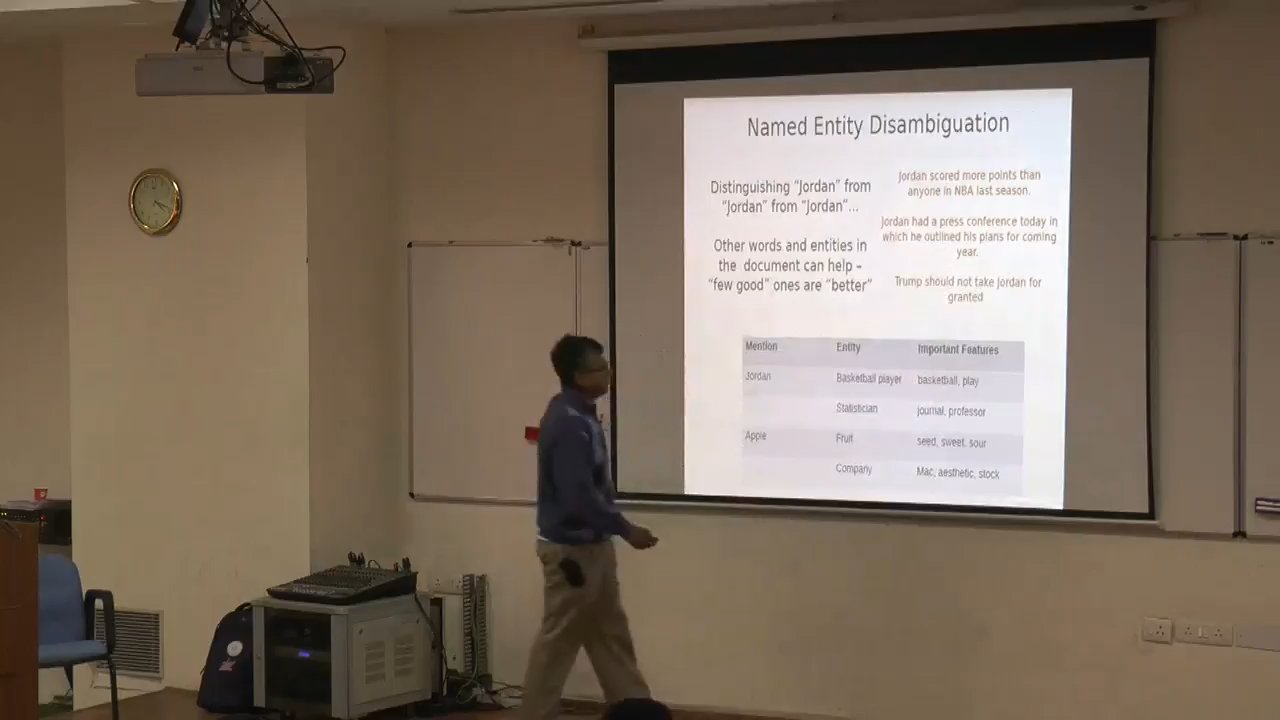 Named Entity Disambiguation
Distinguishing "Jordan" from
"Jordan" from "Jordan"...
Other words and entities in
the document can help –
"few good" ones are "better"
Jordan scored more points than
anyone in NBA last season.
Jordan had a press conference today in
which he outlined his plans for coming
year.
Trump should not take Jordan for
granted
Mention Entity Important Features
Jordan Basketball player basketball, play
Statistician journal, professor
Apple Fruit seed, sweet, sour
Company Mac, aesthetic, stock